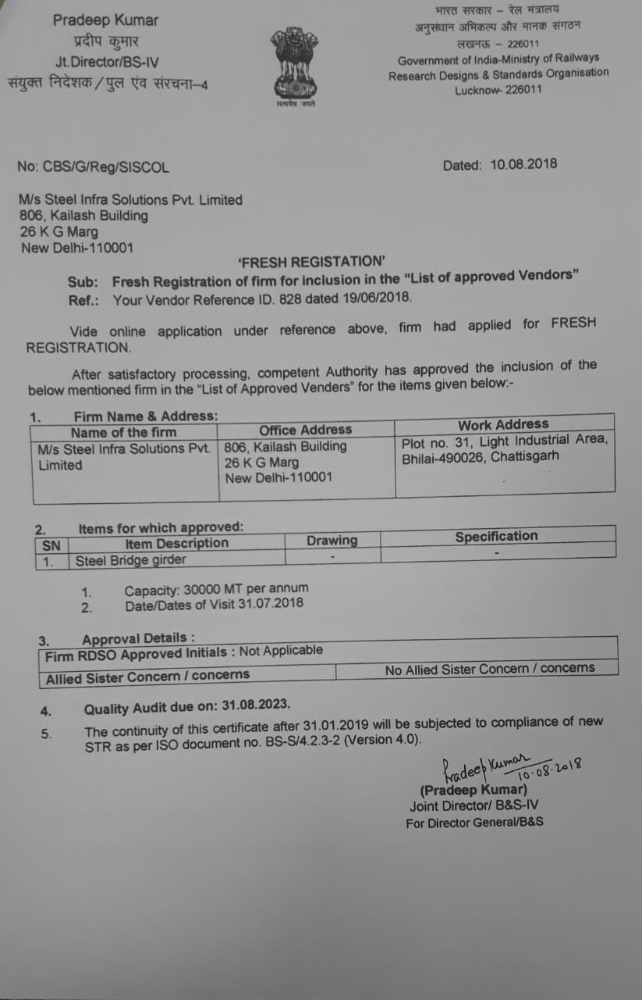 Pradeep Kumar
प्रदीप कुमार
Jt.Director/BS-IV
संयुक्त निदेशक/पुल एंव संरचना–4
सत्यमेव जयते
भारत सरकार – रेल मंत्रालय
अनुसंधान अभिकल्प और मानक संगठन
लखनऊ – 226011
Government of India-Ministry of Railways
Research Designs & Standards Organisation
Lucknow- 226011
No: CBS/G/Reg/SISCOL
Dated: 10.08.2018
M/s Steel Infra Solutions Pvt. Limited
806, Kailash Building
26 K G Marg
New Delhi-110001
‘FRESH REGISTATION’
Sub: Fresh Registration of firm for inclusion in the “List of approved Vendors”
Ref.: Your Vendor Reference ID. 828 dated 19/06/2018.
Vide online application under reference above, firm had applied for FRESH
REGISTRATION.
After satisfactory processing, competent Authority has approved the inclusion of the
below mentioned firm in the “List of Approved Venders” for the items given below:-
1. Firm Name & Address:
Name of the firm Office Address Work Address
M/s Steel Infra Solutions Pvt. 806, Kailash Building Plot no. 31, Light Industrial Area,
Limited 26 K G Marg Bhilai-490026, Chattisgarh
New Delhi-110001
2. Items for which approved:
SN Item Description Drawing Specification
1. Steel Bridge girder - -
1. Capacity: 30000 MT per annum
2. Date/Dates of Visit 31.07.2018
3. Approval Details :
Firm RDSO Approved Initials : Not Applicable
Allied Sister Concern / concerns No Allied Sister Concern / concerns
4. Quality Audit due on: 31.08.2023.
5. The continuity of this certificate after 31.01.2019 will be subjected to compliance of new
STR as per ISO document no. BS-S/4.2.3-2 (Version 4.0).
Pradeep Kumar
10.08.2018
(Pradeep Kumar)
Joint Director/ B&S-IV
For Director General/B&S